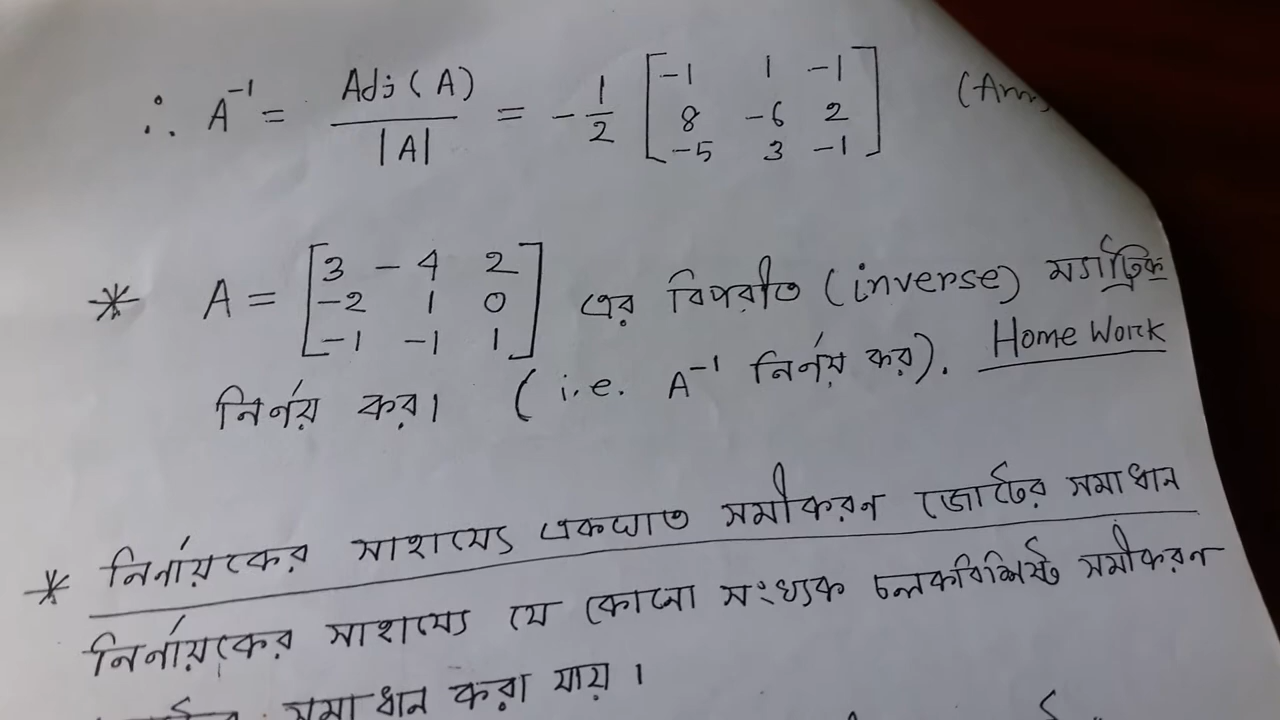 ∴ A⁻¹ = Adj(A) / |A| = - 1/2 [ -1 1 -1
8 -6 2
-5 3 -1 ]
* A = [ 3 -4 2
-2 1 0
-1 -1 1 ] এর বিপরীত (inverse) ম্যাট্রিক্স
নির্ণয় কর। (i.e. A⁻¹ নির্ণয় কর). Home Work
* নির্ণায়কের সাহায্যে একঘাত সমীকরণ জোটের সমাধান
নির্ণায়কের সাহায্যে যে কোনো সংখ্যক চলকবিশিষ্ট সমীকরণ
সমাধান করা যায়।